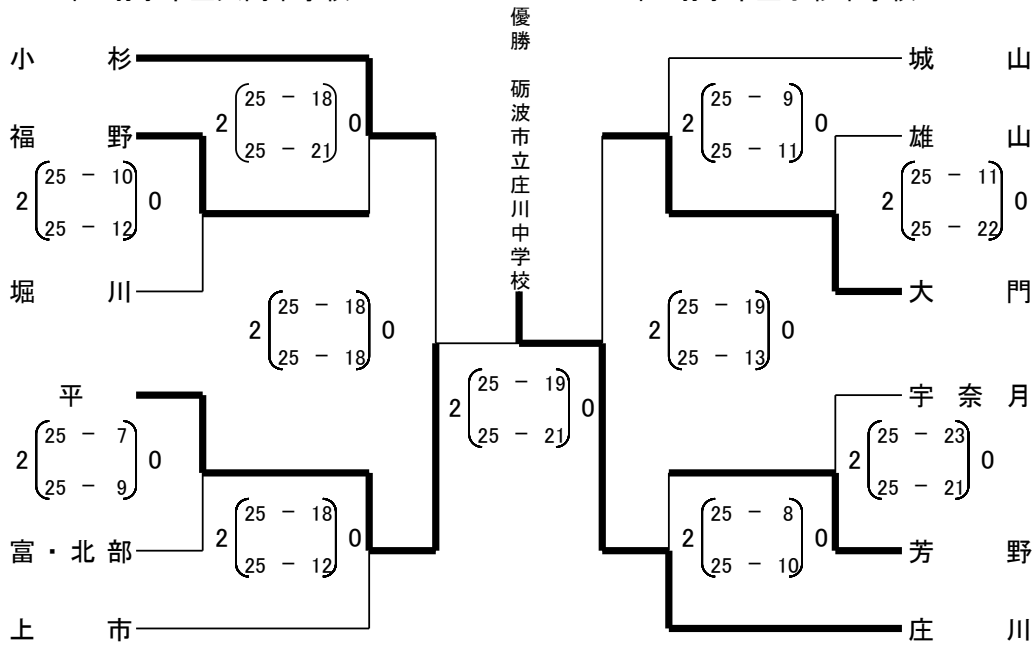 優勝 砺波市立庄川中学校
小杉
2 25 － 18 0
25 － 21
福野
2 25 － 10 0
25 － 12
堀川
2 25 － 18 0
25 － 18
平
2 25 － 7 0
25 － 9
富・北部
2 25 － 18 0
25 － 12
上市
2 25 － 19 0
25 － 21
城山
2 25 － 9 0
25 － 11
雄山
2 25 － 11 0
25 － 22
大門
2 25 － 19 0
25 － 13
宇奈月
2 25 － 23 0
25 － 21
芳野
2 25 － 8 0
25 － 10
庄川